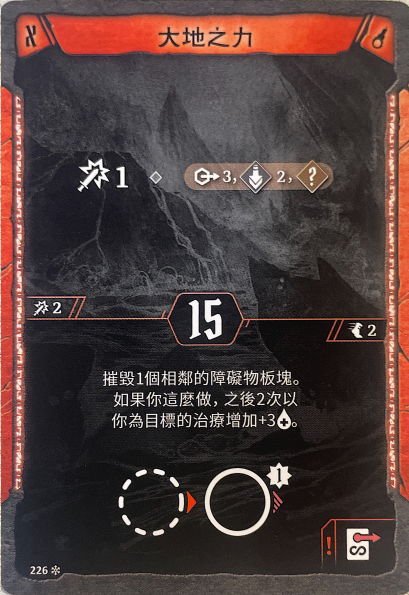 X
大地之力
1
3,
2,
?
2
15
2
摧毀1個相鄰的障礙物板塊。
如果你這麼做，之後2次以
你為目標的治療增加+3。
!
!
226